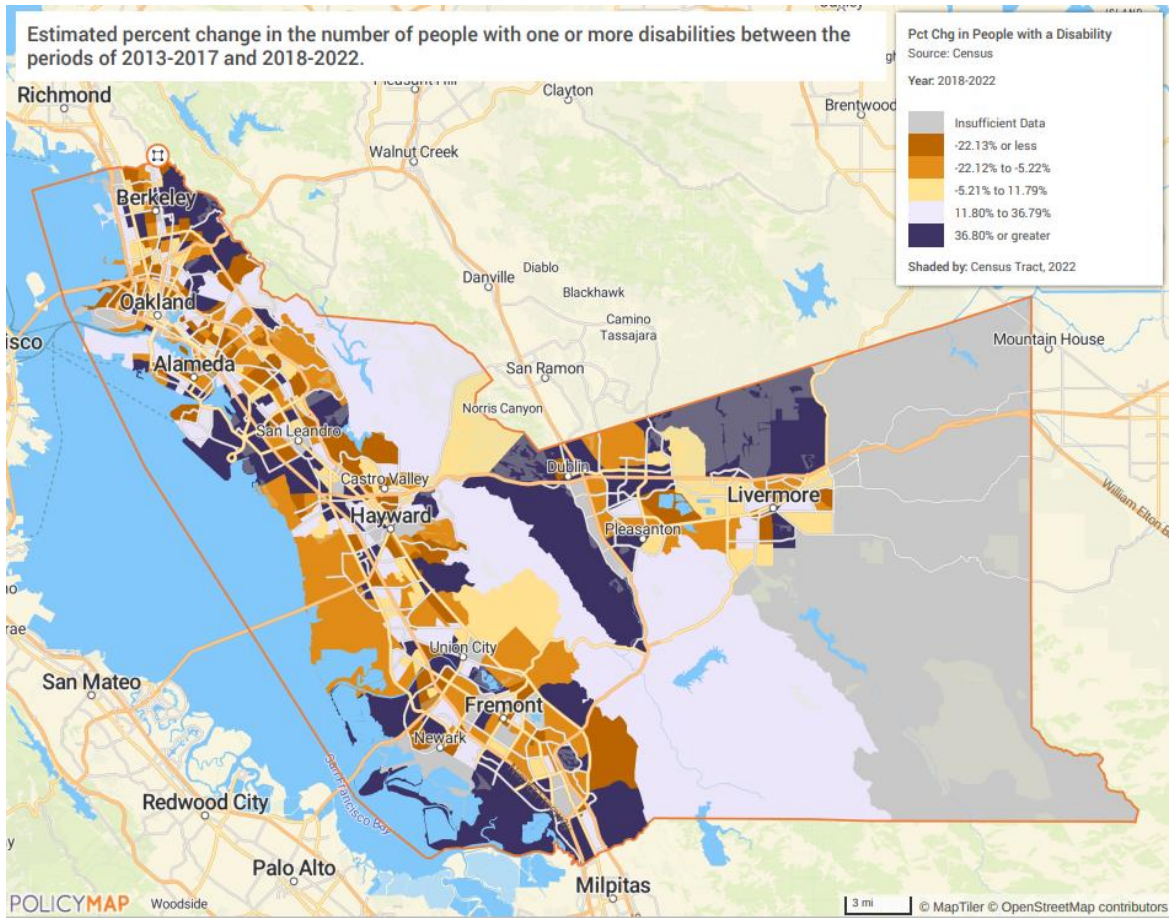 Estimated percent change in the number of people with one or more disabilities between the
periods of 2013-2017 and 2018-2022.
Pct Chg in People with a Disability
Source: Census
Year: 2018-2022
Insufficient Data
-22.13% or less
-22.12% to -5.22%
-5.21% to 11.79%
11.80% to 36.79%
36.80% or greater
Shaded by: Census Tract, 2022
Richmond
Clayton
Brentwood
Walnut Creek
Berkeley
Danville
Diablo
Blackhawk
Oakland
Camino
Tassajara
Mountain House
isco
Alameda
San Ramon
Norris Canyon
San Leandro
Dublin
Castro Valley
Livermore
William Elton B
Hayward
Pleasanton
no
rae
Union City
San Mateo
Fremont
Newark
San Francisco Bay
Redwood City
y
Palo Alto
Milpitas
POLICYMAP
Woodside
3 mi
© MapTiler © OpenStreetMap contributors